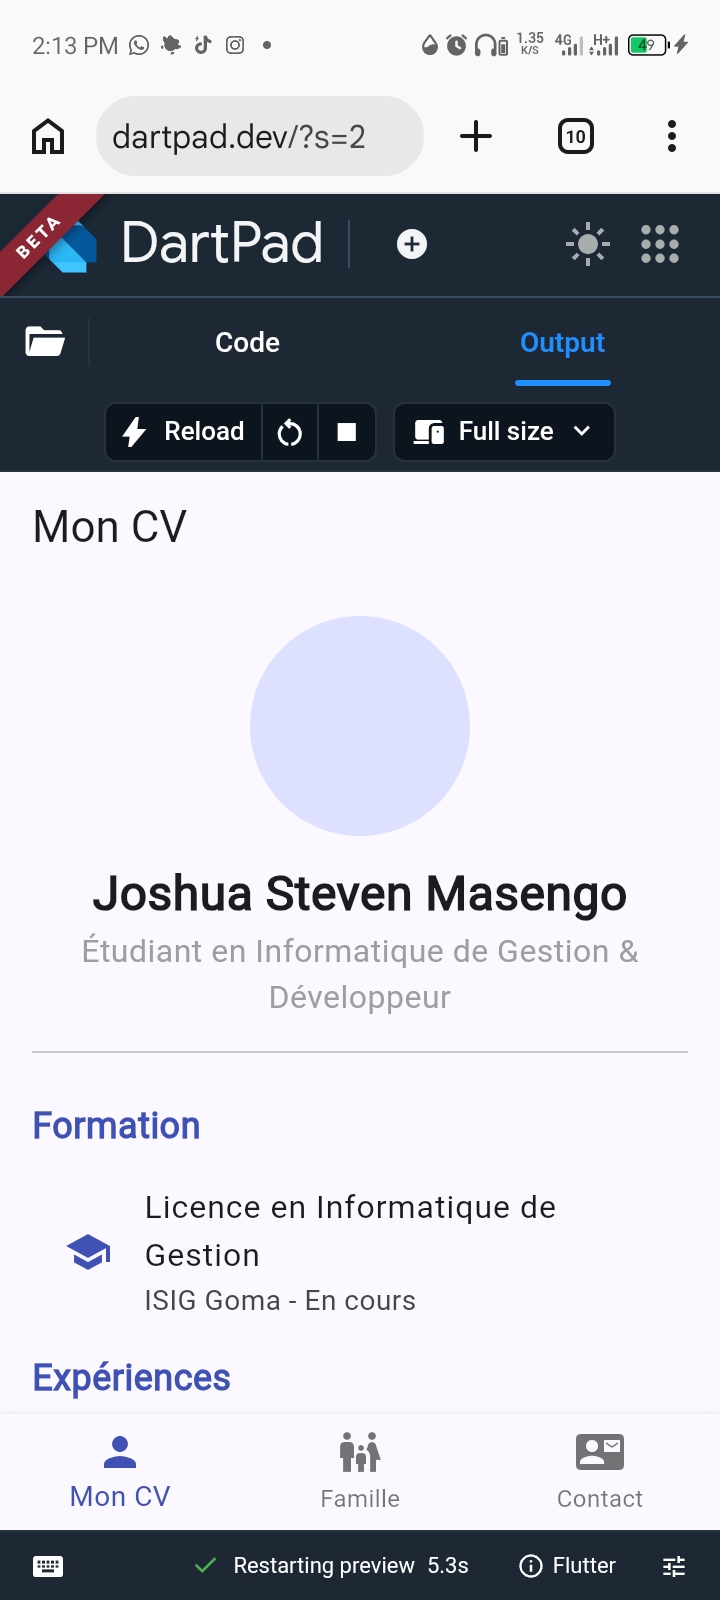 2:13 PM
1.35
K/S
4G
H+
49
dartpad.dev/?s=2
10
BETA
DartPad
Code
Output
Reload
Full size
Mon CV
Joshua Steven Masengo
Étudiant en Informatique de Gestion &
Développeur
Formation
Licence en Informatique de
Gestion
ISIG Goma - En cours
Expériences
Mon CV
Famille
Contact
Restarting preview 5.3s
Flutter